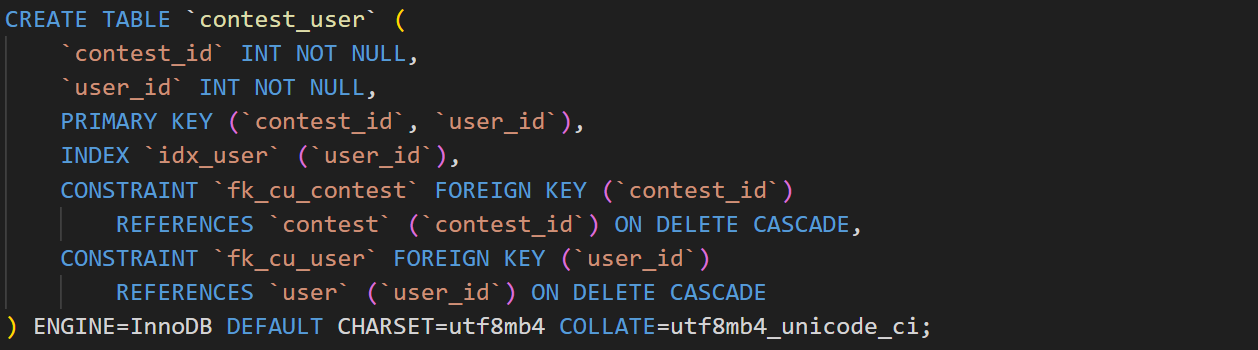 CREATE TABLE `contest_user` (
    `contest_id` INT NOT NULL,
    `user_id` INT NOT NULL,
    PRIMARY KEY (`contest_id`, `user_id`),
    INDEX `idx_user` (`user_id`),
    CONSTRAINT `fk_cu_contest` FOREIGN KEY (`contest_id`)
        REFERENCES `contest` (`contest_id`) ON DELETE CASCADE,
    CONSTRAINT `fk_cu_user` FOREIGN KEY (`user_id`)
        REFERENCES `user` (`user_id`) ON DELETE CASCADE
) ENGINE=InnoDB DEFAULT CHARSET=utf8mb4 COLLATE=utf8mb4_unicode_ci;